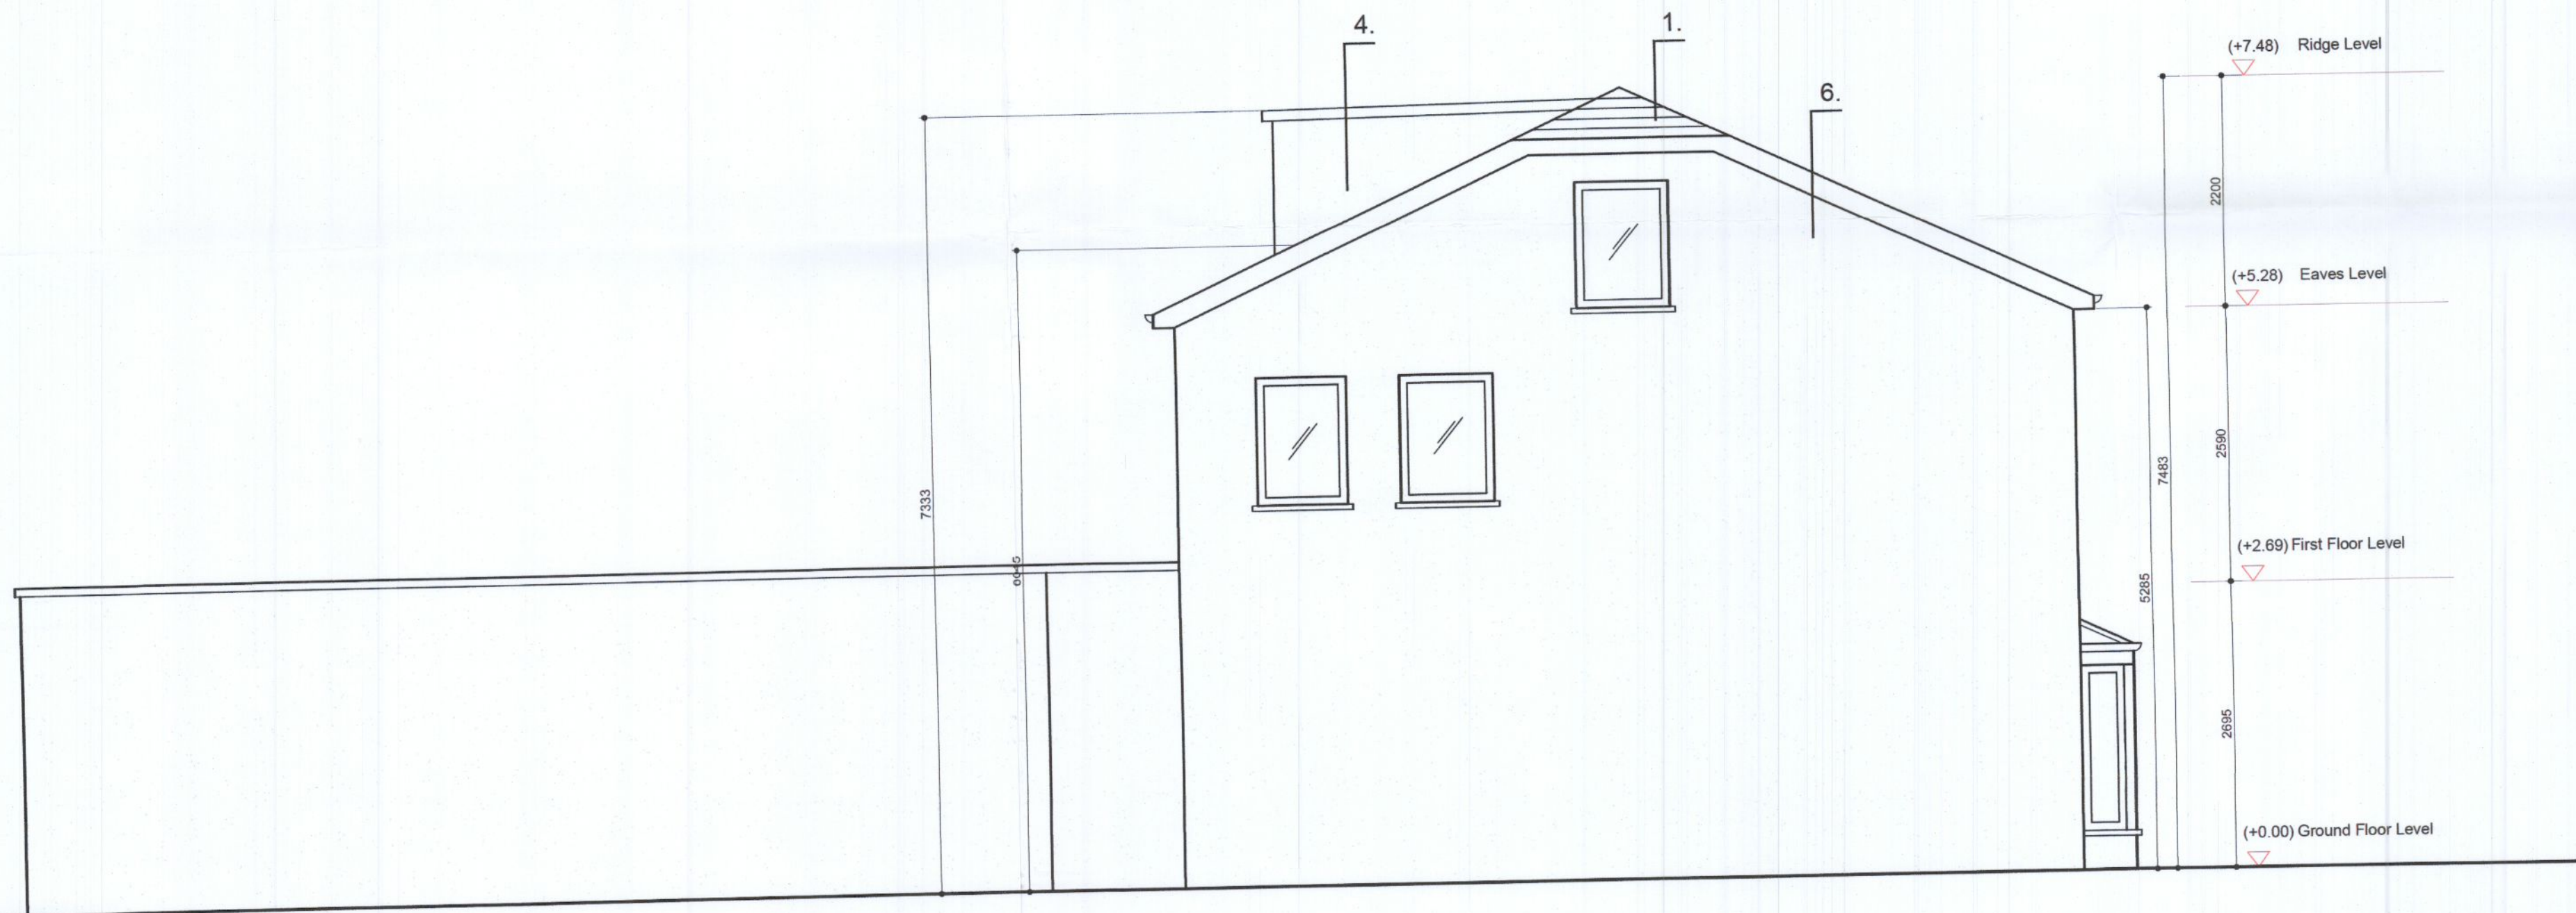 4.
1.
6.
(+7.48) Ridge Level
2200
(+5.28) Eaves Level
7333
7483
2590
(+2.69) First Floor Level
5285
2695
(+0.00) Ground Floor Level